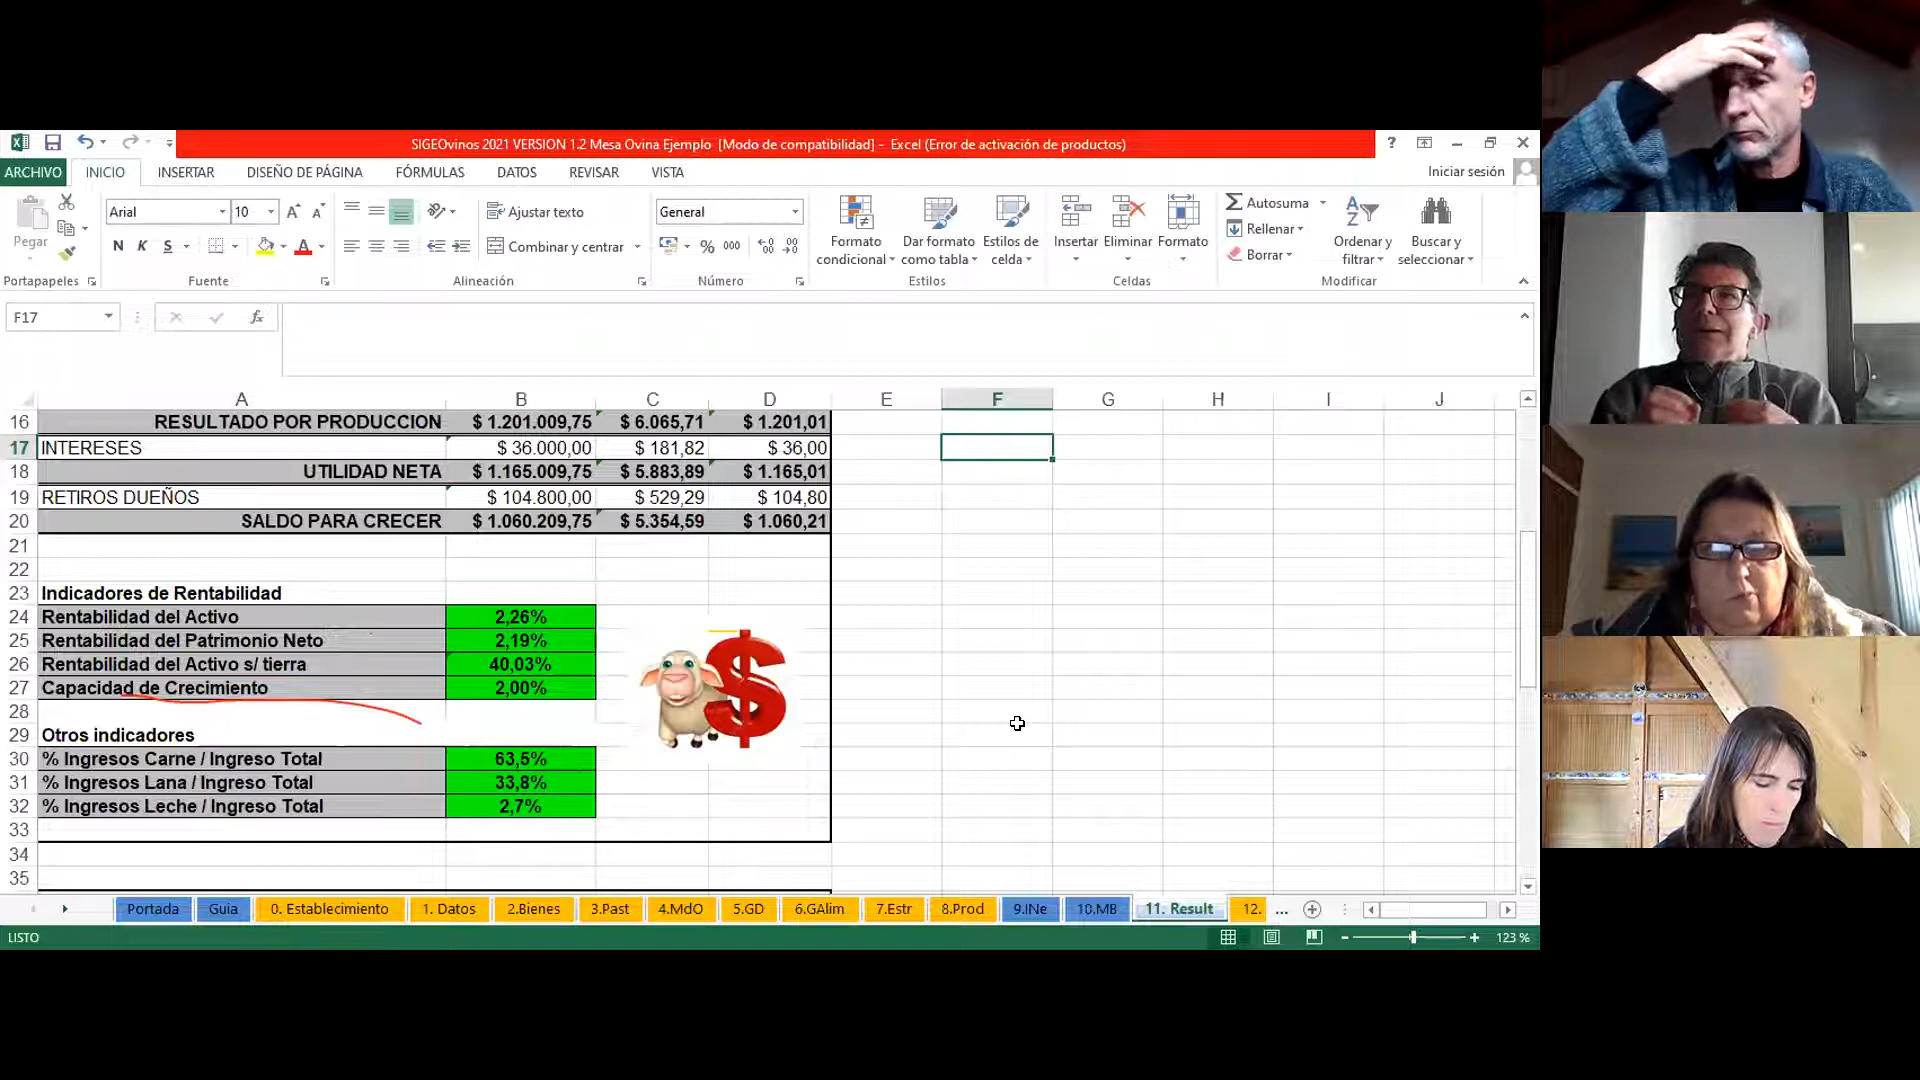 SIGEOvinos 2021 VERSION 1.2 Mesa Ovina Ejemplo [Modo de compatibilidad] - Excel (Error de activación de productos)
ARCHIVO INICIO INSERTAR DISEÑO DE PÁGINA FÓRMULAS DATOS REVISAR VISTA Iniciar sesión
Pegar
Portapapeles
Arial 10
N K S
Fuente
Ajustar texto
Combinar y centrar
Alineación
General
% 000
Número
Formato condicional
Dar formato como tabla
Estilos de celda
Estilos
Insertar Eliminar Formato
Celdas
Autosuma
Rellenar
Borrar
Ordenar y filtrar
Buscar y seleccionar
Modificar
F17
fx
A B C D E F G H I J
16 RESULTADO POR PRODUCCION $ 1.201.009,75 $ 6.065,71 $ 1.201,01
17 INTERESES $ 36.000,00 $ 181,82 $ 36,00
18 UTILIDAD NETA $ 1.165.009,75 $ 5.883,89 $ 1.165,01
19 RETIROS DUEÑOS $ 104.800,00 $ 529,29 $ 104,80
20 SALDO PARA CRECER $ 1.060.209,75 $ 5.354,59 $ 1.060,21
21
22
23 Indicadores de Rentabilidad
24 Rentabilidad del Activo 2,26%
25 Rentabilidad del Patrimonio Neto 2,19%
26 Rentabilidad del Activo s/ tierra 40,03%
27 Capacidad de Crecimiento 2,00%
28
29 Otros indicadores
30 % Ingresos Carne / Ingreso Total 63,5%
31 % Ingresos Lana / Ingreso Total 33,8%
32 % Ingresos Leche / Ingreso Total 2,7%
33
34
35
$
Portada Guia 0. Establecimiento 1. Datos 2.Bienes 3.Past 4.MdO 5.GD 6.GAlim 7.Estr 8.Prod 9.INe 10.MB 11. Result 12. ...
LISTO 123 %